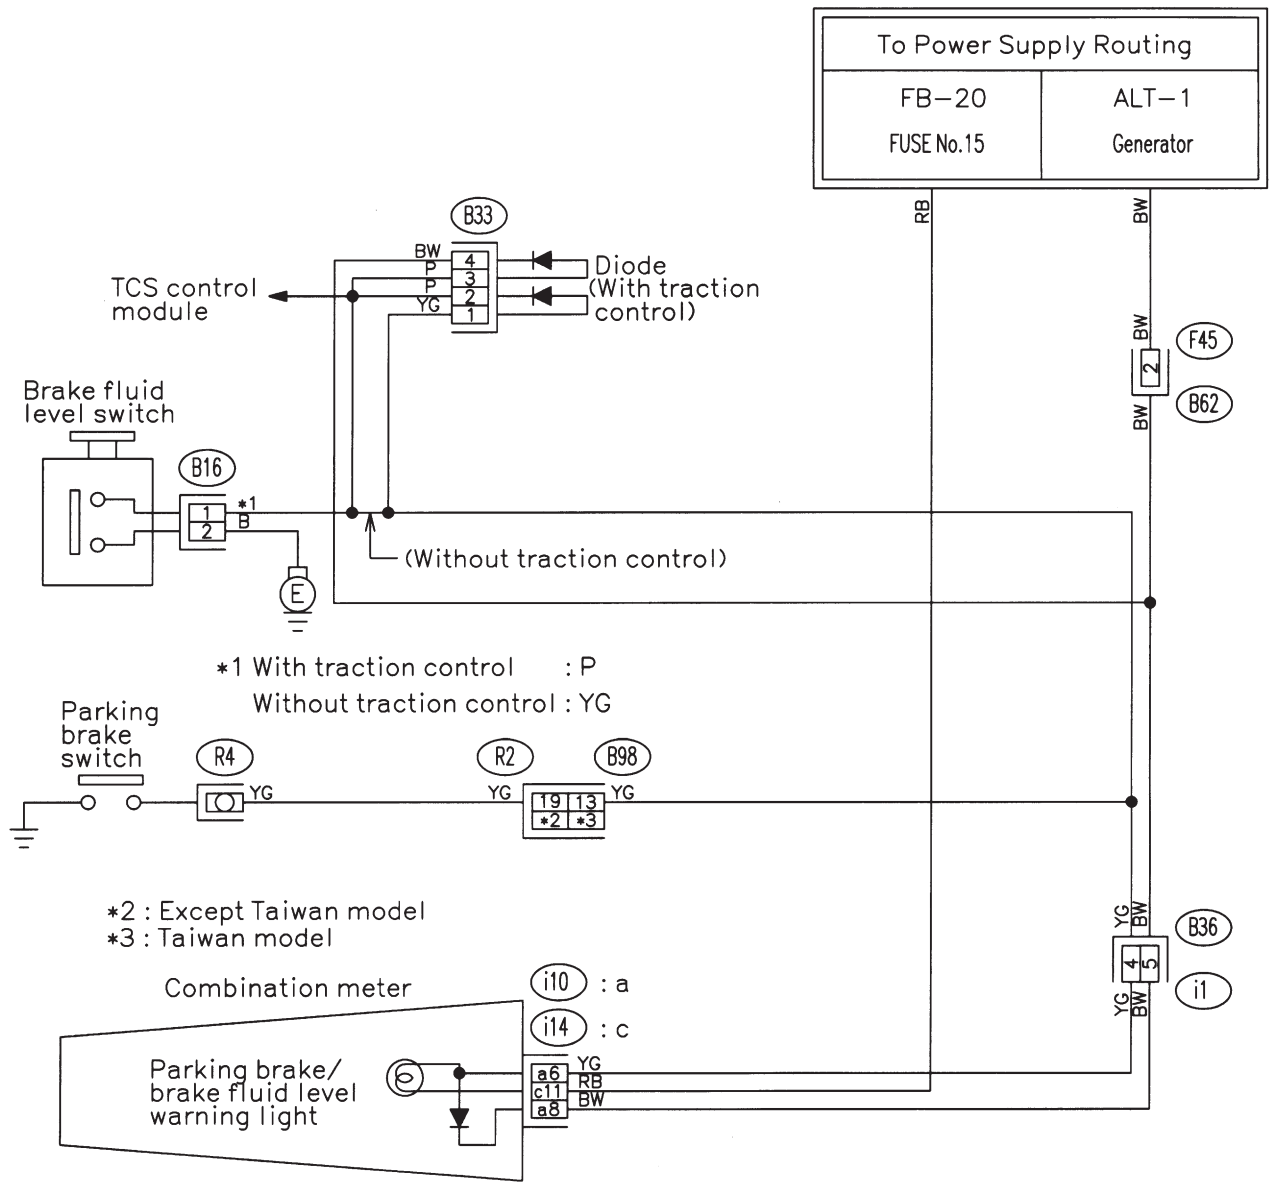 To Power Supply Routing
FB-20 ALT-1
FUSE No.15 Generator
RB BW
B33
BW 4
P 3
P 2
YG 1
Diode
(With traction
control)
TCS control
module
BW F45
2
BW B62
Brake fluid
level switch
B16
1 *1
2 B
(Without traction control)
E
*1 With traction control : P
Without traction control : YG
Parking
brake
switch
R4 R2 B98
YG YG 19 13 YG
*2 *3
*2 : Except Taiwan model
*3 : Taiwan model
YG BW B36
4 5
YG BW i1
Combination meter
i10 : a
i14 : c
Parking brake/
brake fluid level
warning light
a6 YG
c11 RB
a8 BW